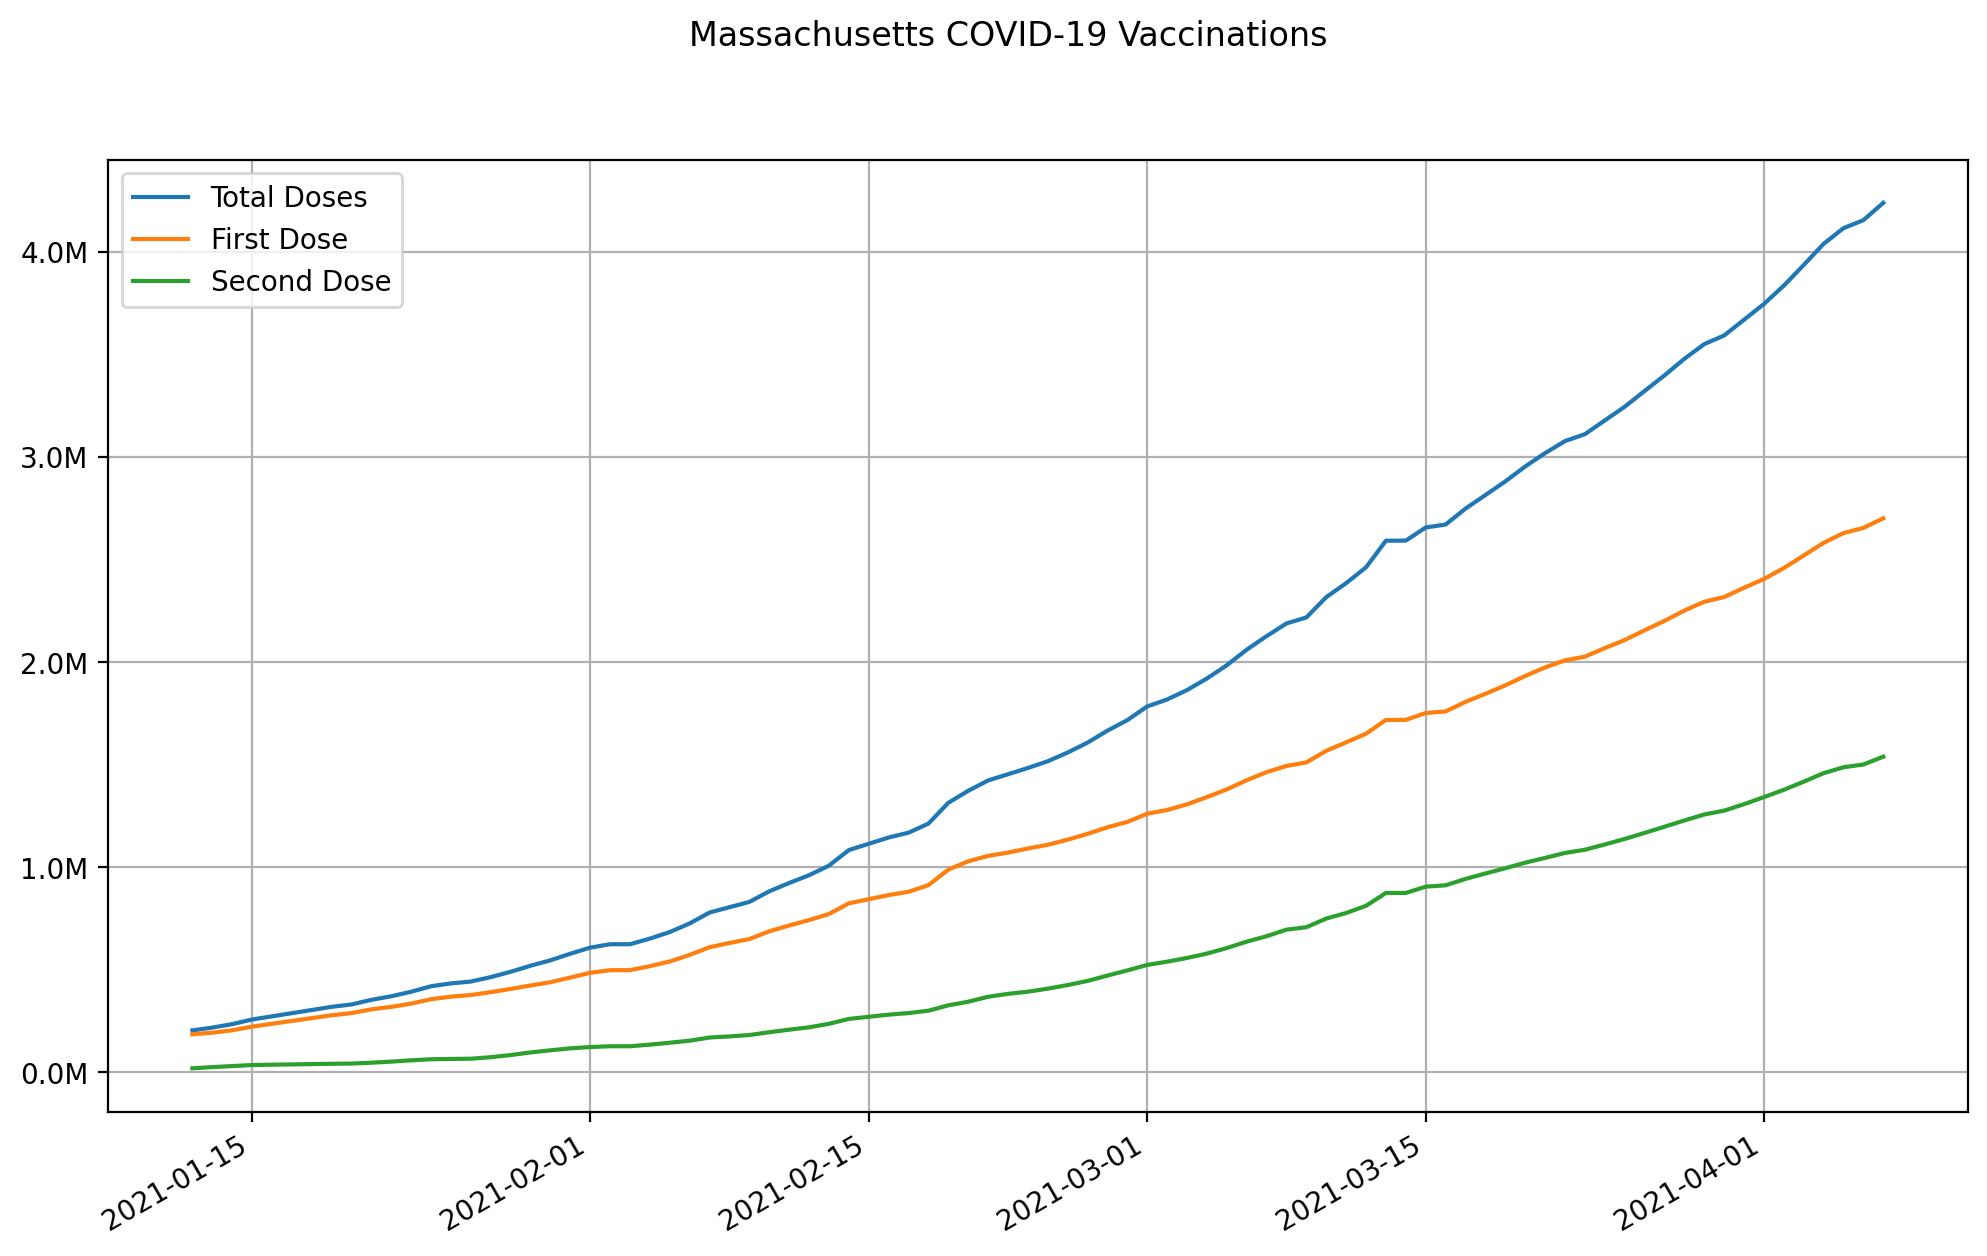 Massachusetts COVID-19 Vaccinations
Total Doses
First Dose
Second Dose
4.0M
3.0M
2.0M
1.0M
0.0M
2021-01-15
2021-02-01
2021-02-15
2021-03-01
2021-03-15
2021-04-01